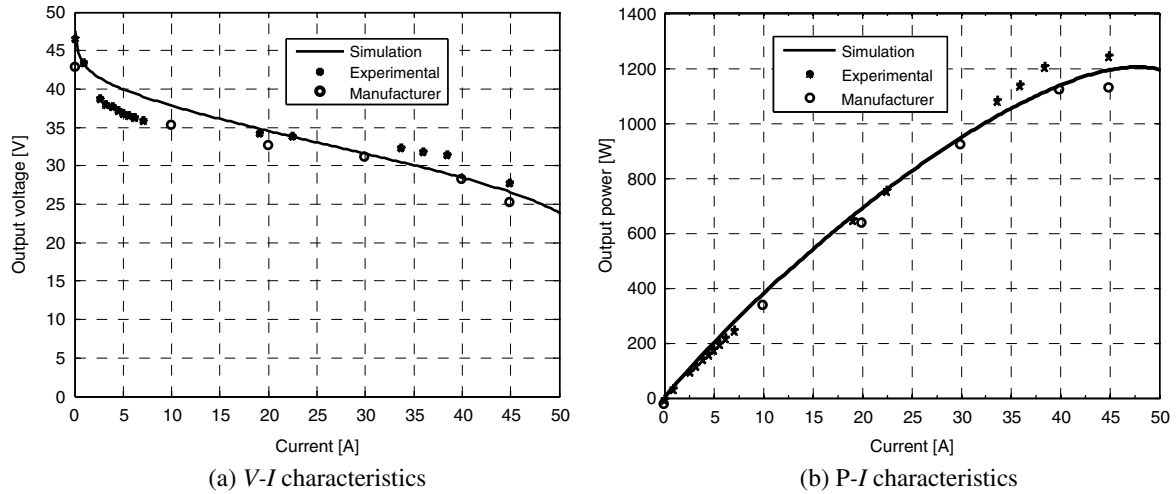 50
45
40
35
30
25
20
15
10
5
0
Output voltage [V]
Simulation
Experimental
Manufacturer
0 5 10 15 20 25 30 35 40 45 50
Current [A]
(a) V-I characteristics
1400
1200
1000
800
600
400
200
0
Output power [W]
Simulation
Experimental
Manufacturer
0 5 10 15 20 25 30 35 40 45 50
Current [A]
(b) P-I characteristics